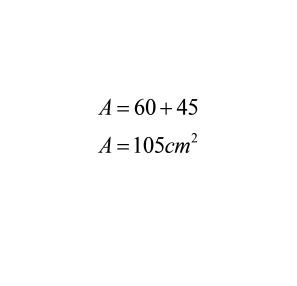 A = 60 + 45
A = 105cm²